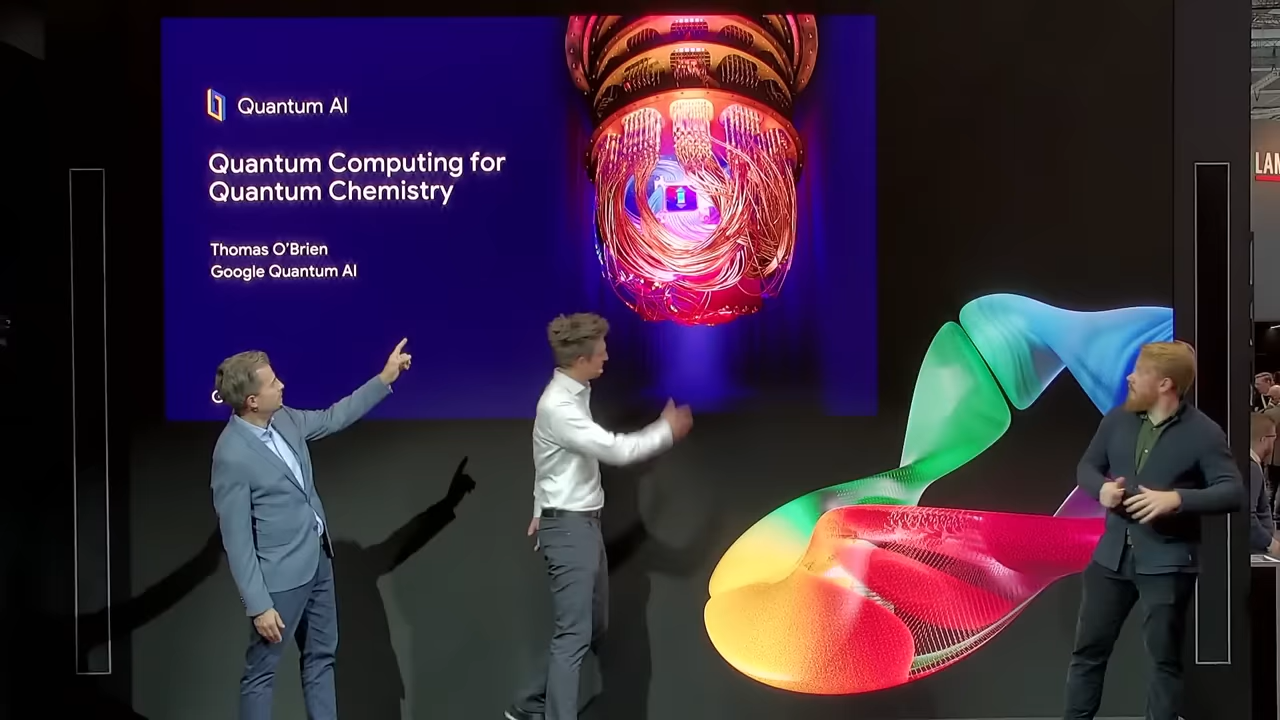 Quantum AI
Quantum Computing for
Quantum Chemistry
Thomas O'Brien
Google Quantum AI